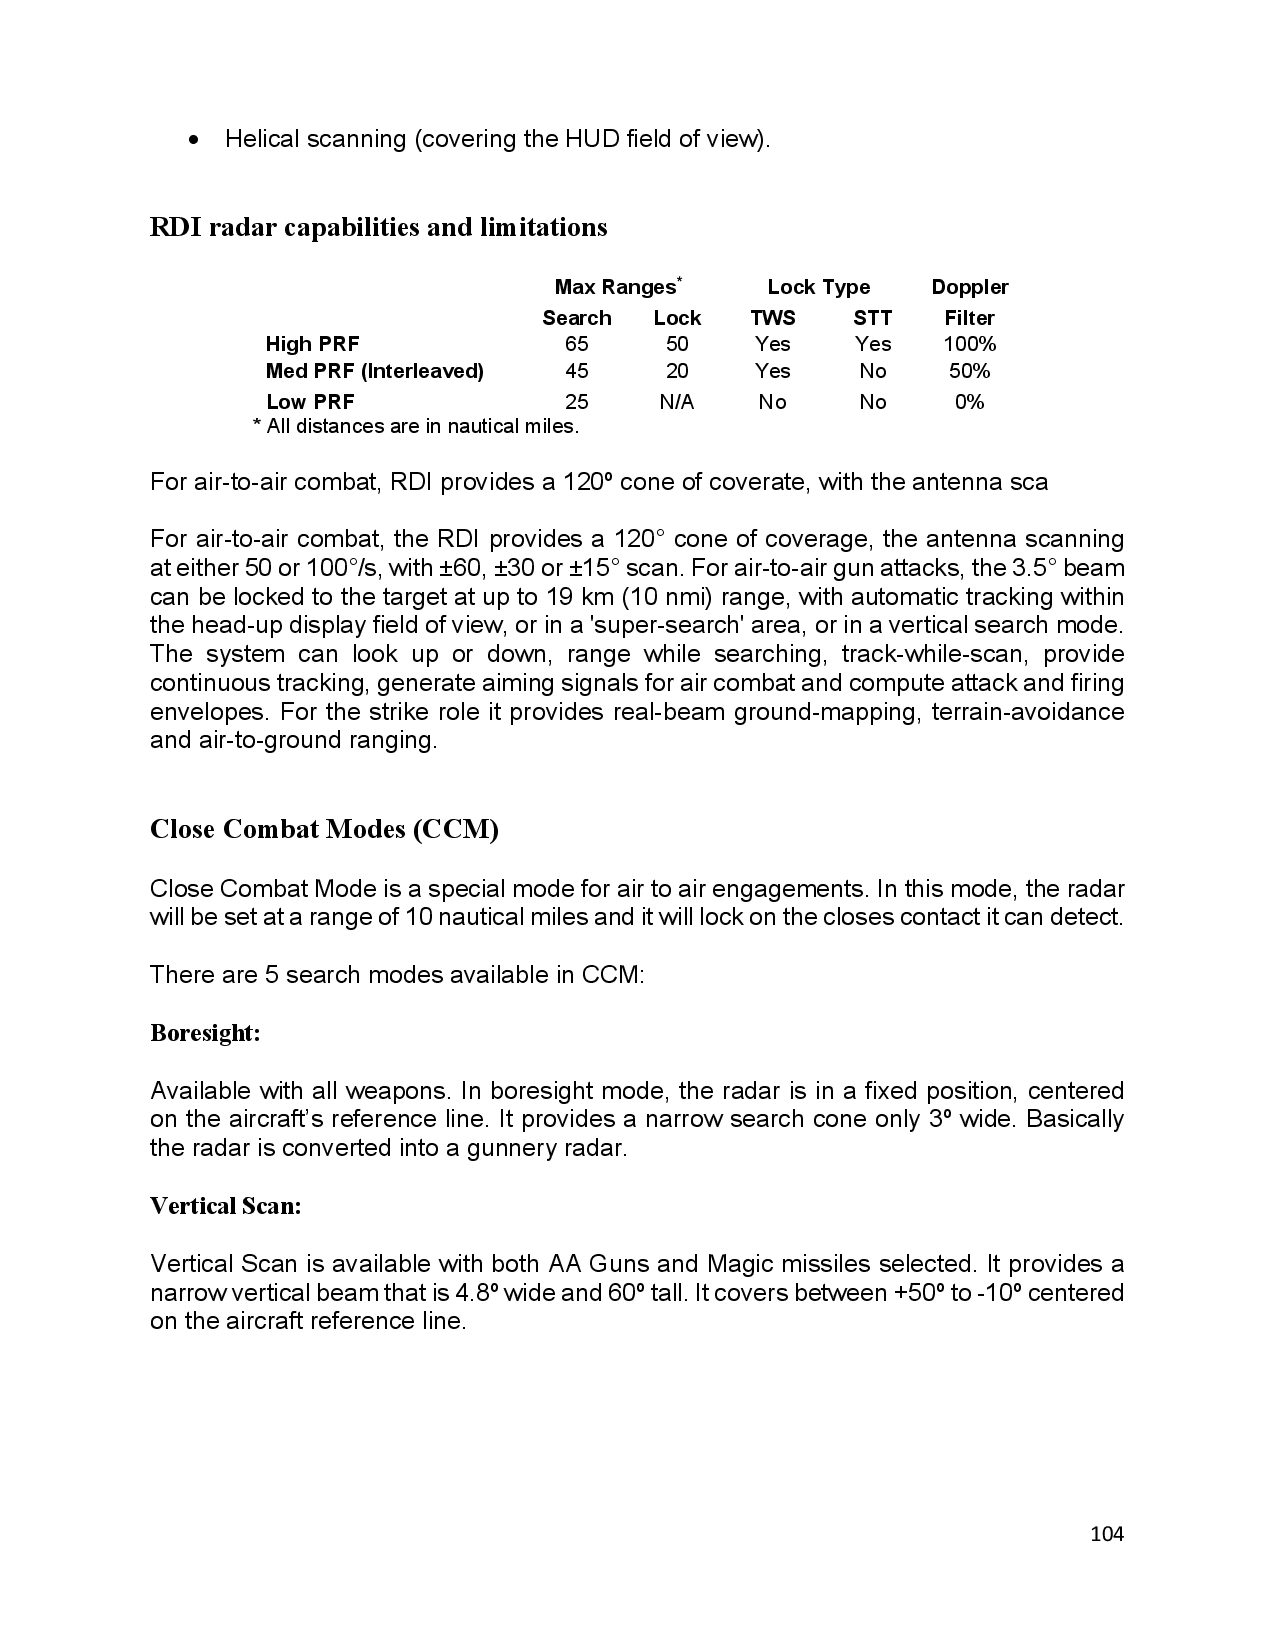 • Helical scanning (covering the HUD field of view).
RDI radar capabilities and limitations
Max Ranges* Lock Type Doppler
Search Lock TWS STT Filter
High PRF 65 50 Yes Yes 100%
Med PRF (Interleaved) 45 20 Yes No 50%
Low PRF 25 N/A No No 0%
* All distances are in nautical miles.
For air-to-air combat, RDI provides a 120º cone of coverate, with the antenna sca
For air-to-air combat, the RDI provides a 120° cone of coverage, the antenna scanning
at either 50 or 100°/s, with ±60, ±30 or ±15° scan. For air-to-air gun attacks, the 3.5° beam
can be locked to the target at up to 19 km (10 nmi) range, with automatic tracking within
the head-up display field of view, or in a 'super-search' area, or in a vertical search mode.
The system can look up or down, range while searching, track-while-scan, provide
continuous tracking, generate aiming signals for air combat and compute attack and firing
envelopes. For the strike role it provides real-beam ground-mapping, terrain-avoidance
and air-to-ground ranging.
Close Combat Modes (CCM)
Close Combat Mode is a special mode for air to air engagements. In this mode, the radar
will be set at a range of 10 nautical miles and it will lock on the closes contact it can detect.
There are 5 search modes available in CCM:
Boresight:
Available with all weapons. In boresight mode, the radar is in a fixed position, centered
on the aircraft’s reference line. It provides a narrow search cone only 3º wide. Basically
the radar is converted into a gunnery radar.
Vertical Scan:
Vertical Scan is available with both AA Guns and Magic missiles selected. It provides a
narrow vertical beam that is 4.8º wide and 60º tall. It covers between +50º to -10º centered
on the aircraft reference line.
104